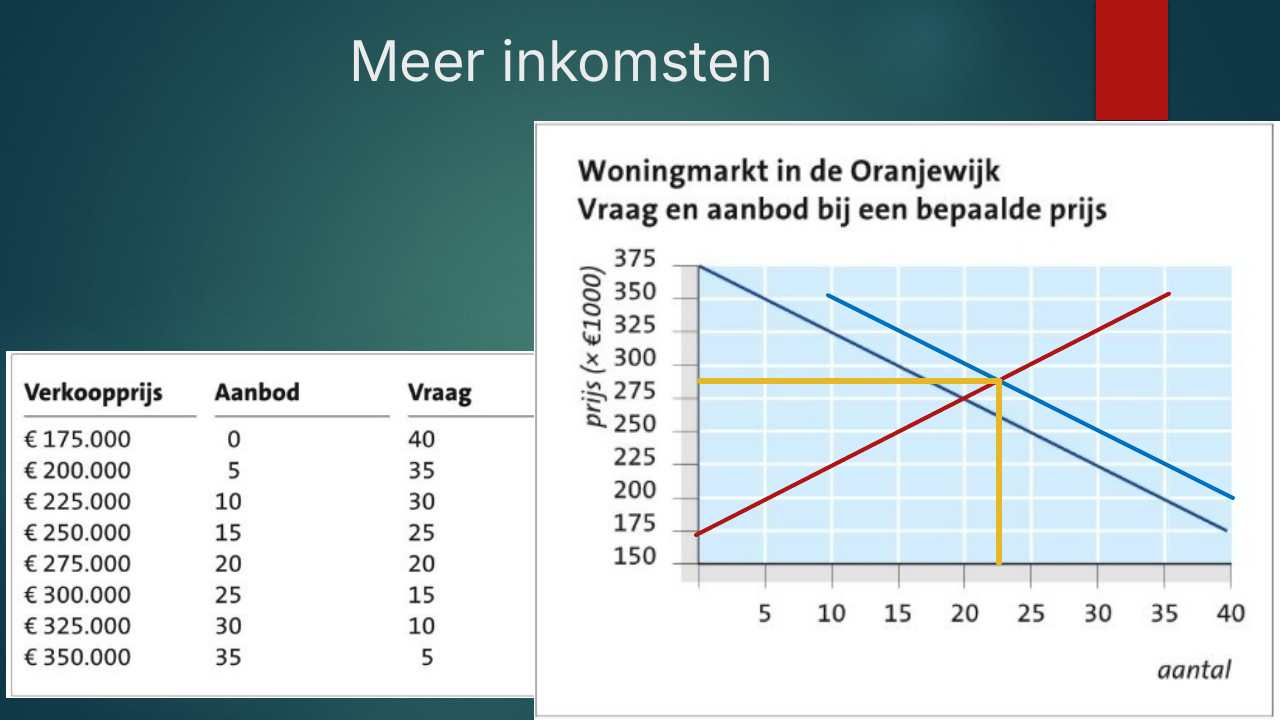 Meer inkomsten
Verkoopprijs Aanbod Vraag
€ 175.000 0 40
€ 200.000 5 35
€ 225.000 10 30
€ 250.000 15 25
€ 275.000 20 20
€ 300.000 25 15
€ 325.000 30 10
€ 350.000 35 5
Woningmarkt in de Oranjewijk
Vraag en aanbod bij een bepaalde prijs
prijs (× €1000)
375
350
325
300
275
250
225
200
175
150
5 10 15 20 25 30 35 40
aantal